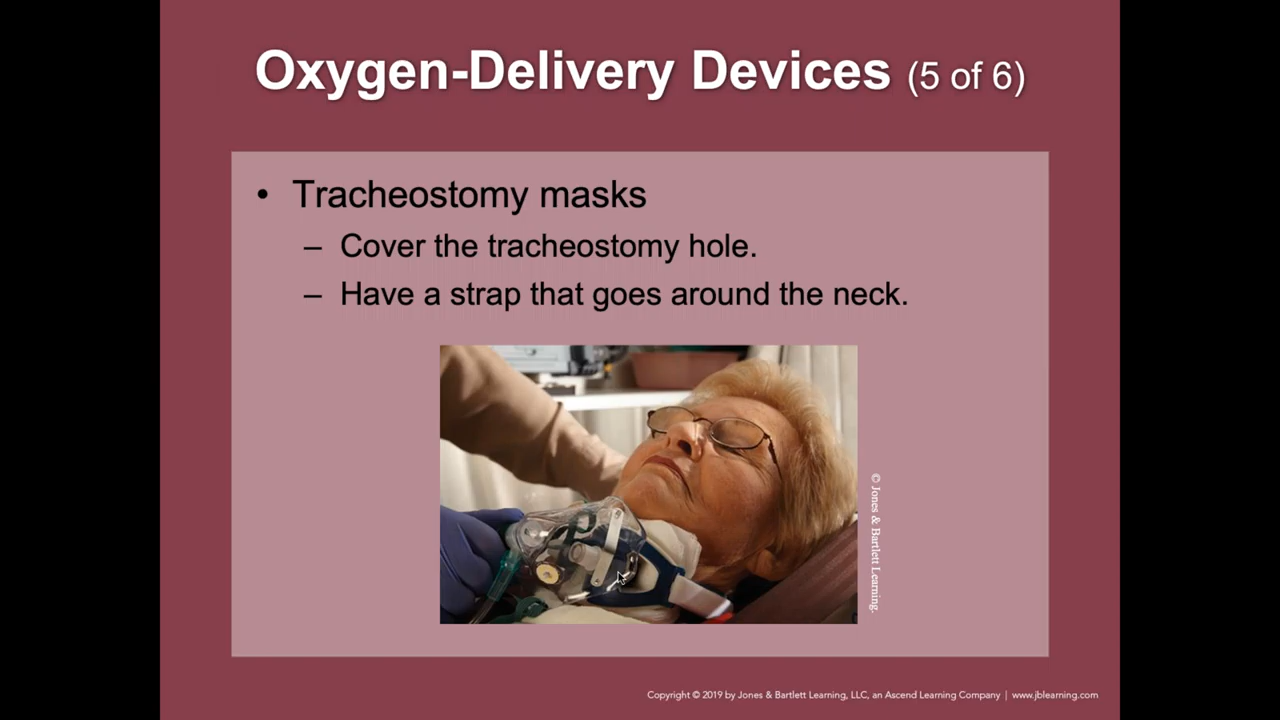 Oxygen-Delivery Devices (5 of 6)
• Tracheostomy masks
– Cover the tracheostomy hole.
– Have a strap that goes around the neck.
© Jones & Bartlett Learning.
Copyright © 2019 by Jones & Bartlett Learning, LLC, an Ascend Learning Company | www.jblearning.com